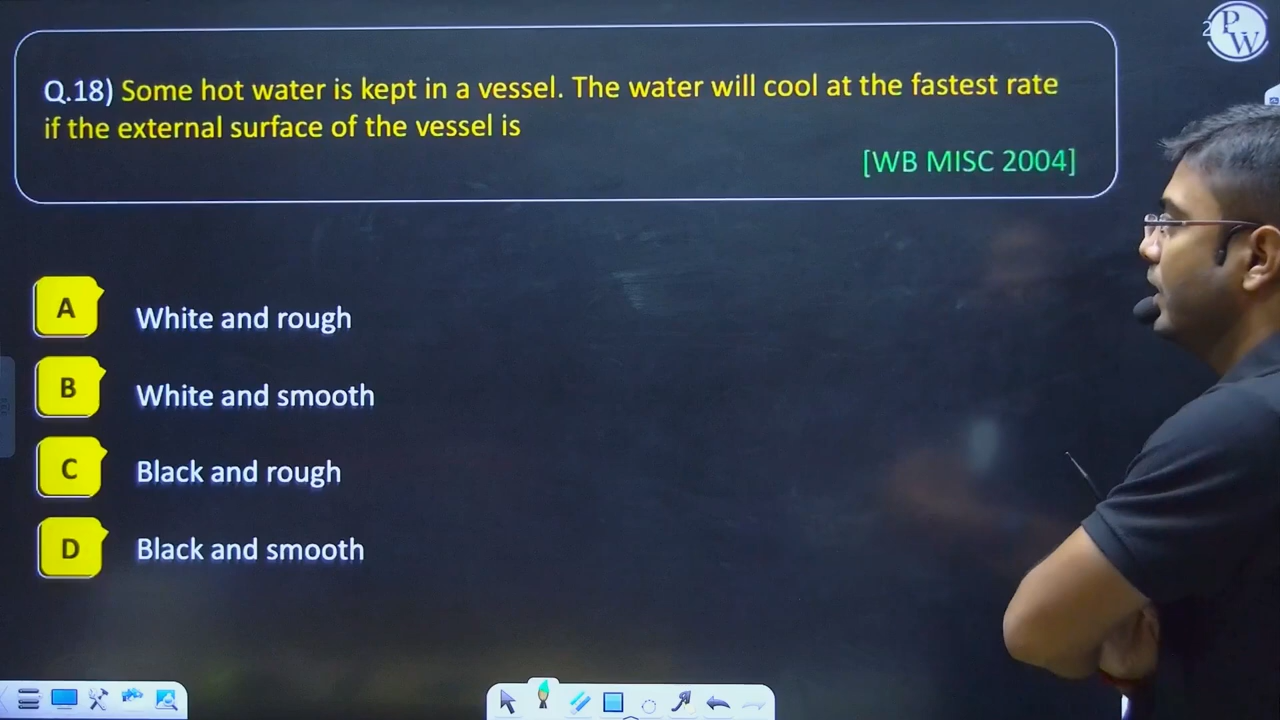 Q.18) Some hot water is kept in a vessel. The water will cool at the fastest rate
if the external surface of the vessel is
[WB MISC 2004]
A White and rough
B White and smooth
C Black and rough
D Black and smooth
PW